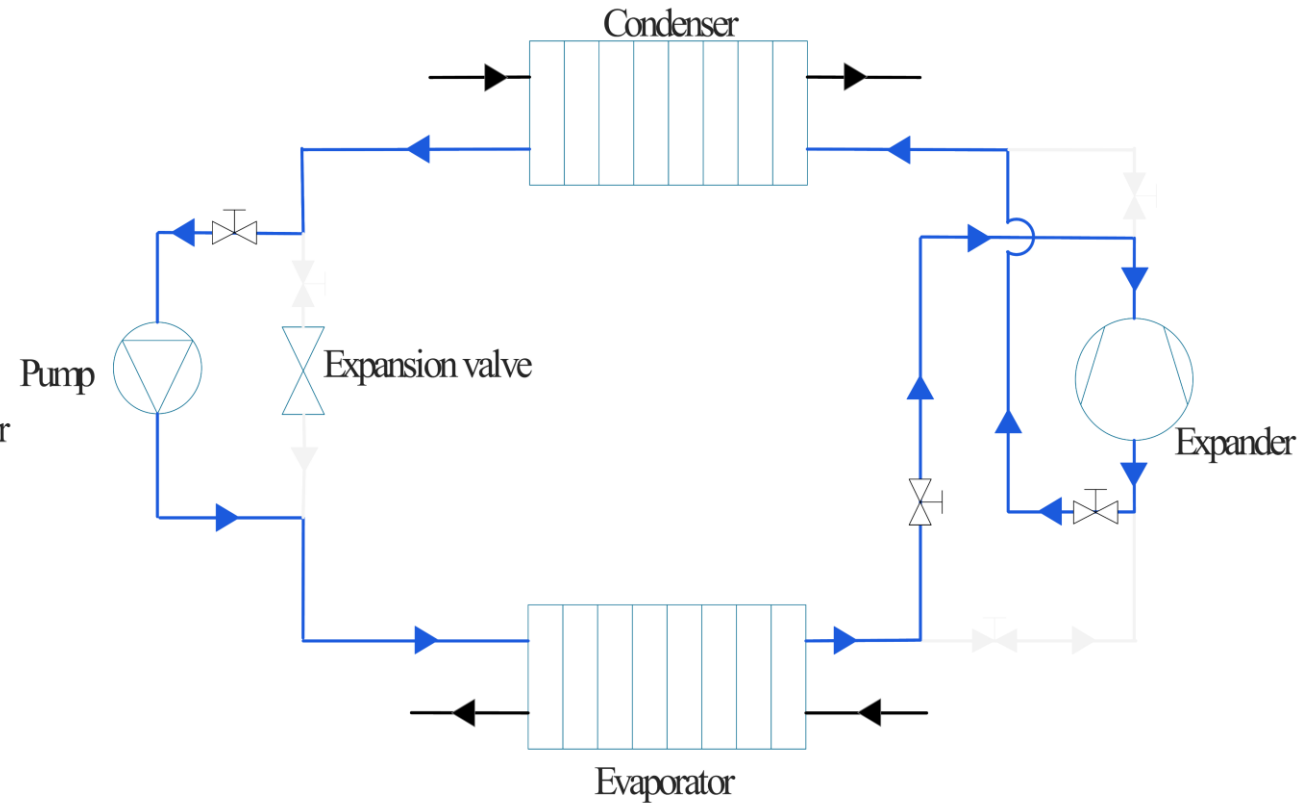 Condenser
Expansion valve
Pump
r
Expander
Evaporator